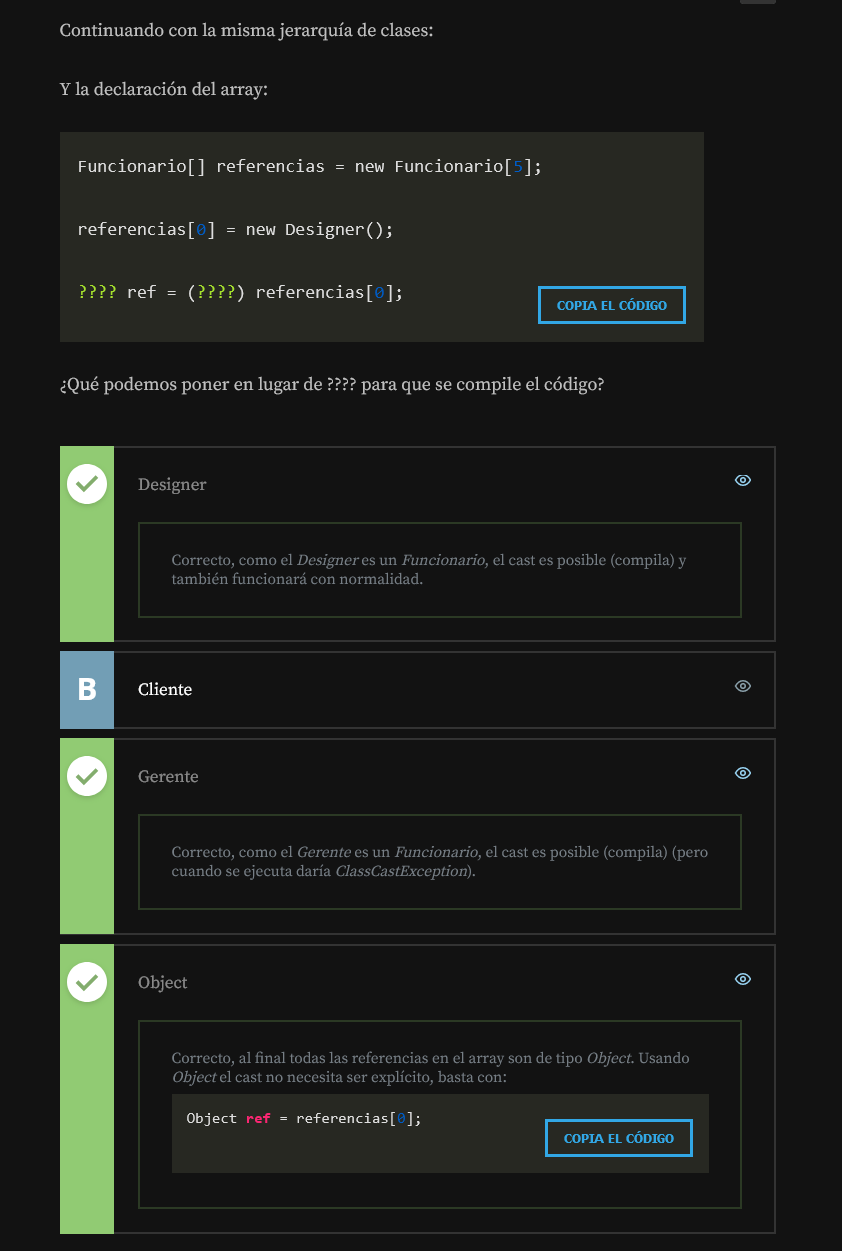 Continuando con la misma jerarquía de clases:
Y la declaración del array:
Funcionario[] referencias = new Funcionario[5];
referencias[0] = new Designer();
???? ref = (????) referencias[0];
COPIA EL CÓDIGO
¿Qué podemos poner en lugar de ???? para que se compile el código?
Designer
Correcto, como el Designer es un Funcionario, el cast es posible (compila) y
también funcionará con normalidad.
B
Cliente
Gerente
Correcto, como el Gerente es un Funcionario, el cast es posible (compila) (pero
cuando se ejecuta daría ClassCastException).
Object
Correcto, al final todas las referencias en el array son de tipo Object. Usando
Object el cast no necesita ser explícito, basta con:
Object ref = referencias[0];
COPIA EL CÓDIGO